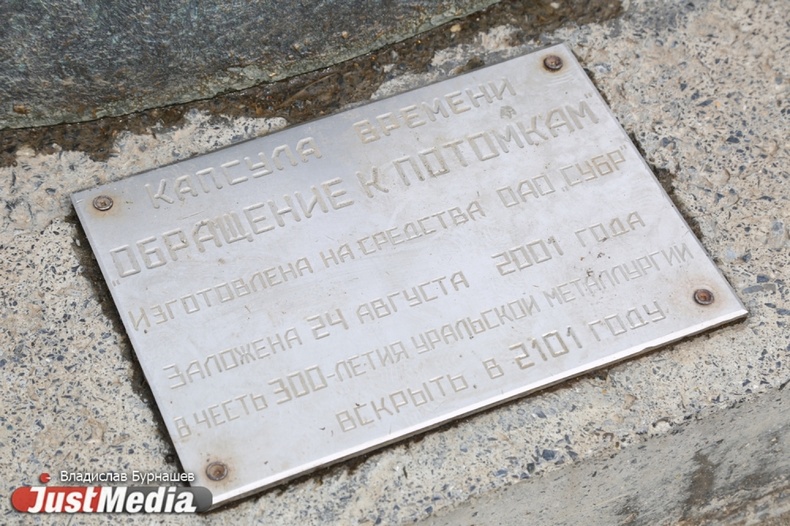 КАПСУЛА ВРЕМЕНИ
"ОБРАЩЕНИЕ К ПОТОМКАМ"
ИЗГОТОВЛЕНА НА СРЕДСТВА ОАО "СУБР"
ЗАЛОЖЕНА 24 АВГУСТА 2001 ГОДА
В ЧЕСТЬ 300-ЛЕТИЯ УРАЛЬСКОЙ МЕТАЛЛУРГИИ
ВСКРЫТЬ. В 2101 ГОДУ
Владислав Бурнашев
JustMedia